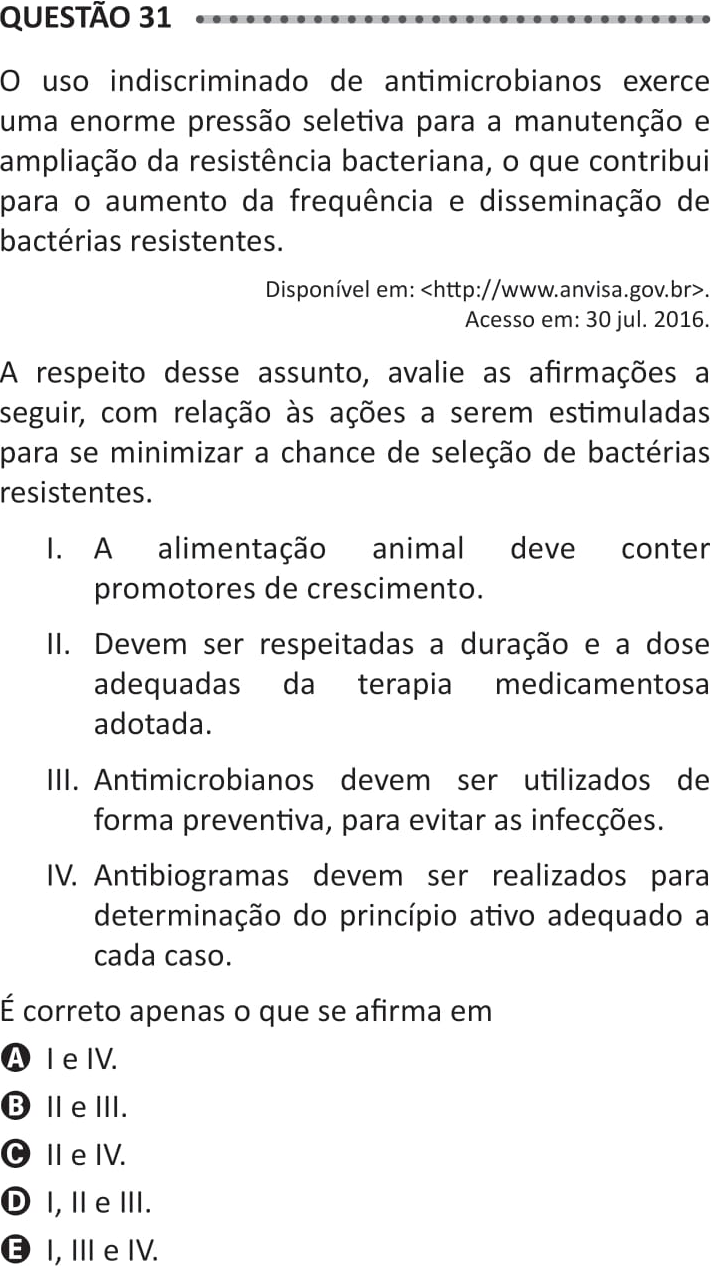 QUESTÃO 31
O uso indiscriminado de antimicrobianos exerce
uma enorme pressão seletiva para a manutenção e
ampliação da resistência bacteriana, o que contribui
para o aumento da frequência e disseminação de
bactérias resistentes.
Disponível em: <http://www.anvisa.gov.br>.
Acesso em: 30 jul. 2016.
A respeito desse assunto, avalie as afirmações a
seguir, com relação às ações a serem estimuladas
para se minimizar a chance de seleção de bactérias
resistentes.
I. A alimentação animal deve conter
promotores de crescimento.
II. Devem ser respeitadas a duração e a dose
adequadas da terapia medicamentosa
adotada.
III. Antimicrobianos devem ser utilizados de
forma preventiva, para evitar as infecções.
IV. Antibiogramas devem ser realizados para
determinação do princípio ativo adequado a
cada caso.
É correto apenas o que se afirma em
A I e IV.
B II e III.
C II e IV.
D I, II e III.
E I, III e IV.